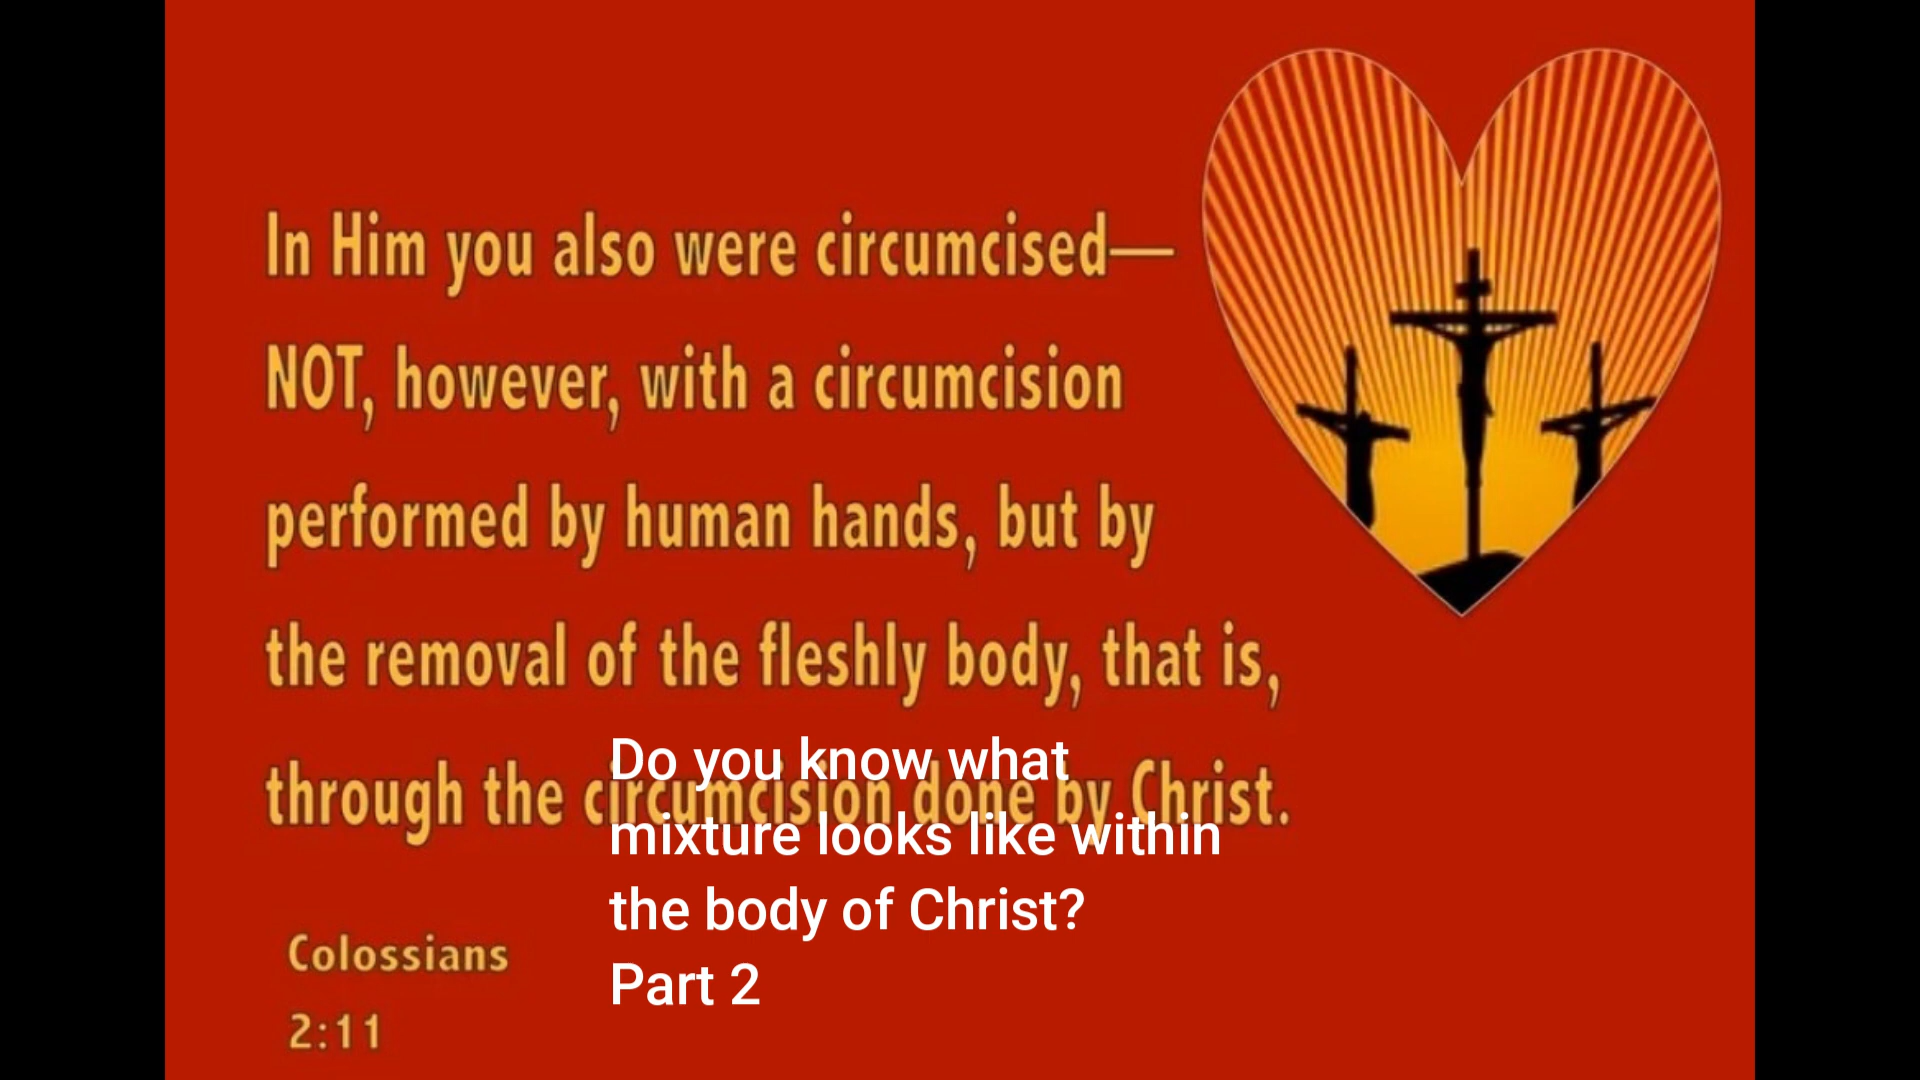 In Him you also were circumcised—
NOT, however, with a circumcision
performed by human hands, but by
the removal of the fleshly body, that is,
through the circumcision done by Christ.
Do you know what
mixture looks like within
the body of Christ?
Part 2
Colossians
2:11